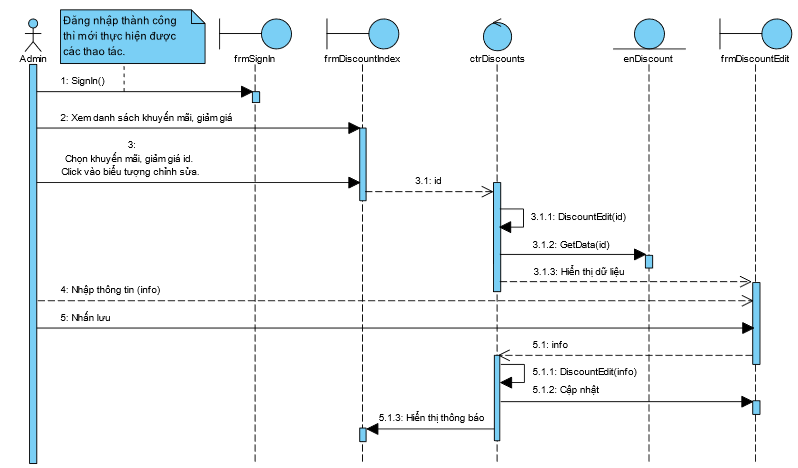 Đăng nhập thành công
thì mới thực hiện được
các thao tác.
Admin
frmSignIn
frmDiscountIndex
ctrDiscounts
enDiscount
frmDiscountEdit
1: SignIn()
2: Xem danh sách khuyến mãi, giảm giá
3:
Chọn khuyến mãi, giảm giá id.
Click vào biểu tượng chỉnh sửa.
3.1: id
3.1.1: DiscountEdit(id)
3.1.2: GetData(id)
3.1.3: Hiển thị dữ liệu
4: Nhập thông tin (info)
5: Nhấn lưu
5.1: info
5.1.1: DiscountEdit(info)
5.1.2: Cập nhật
5.1.3: Hiển thị thông báo